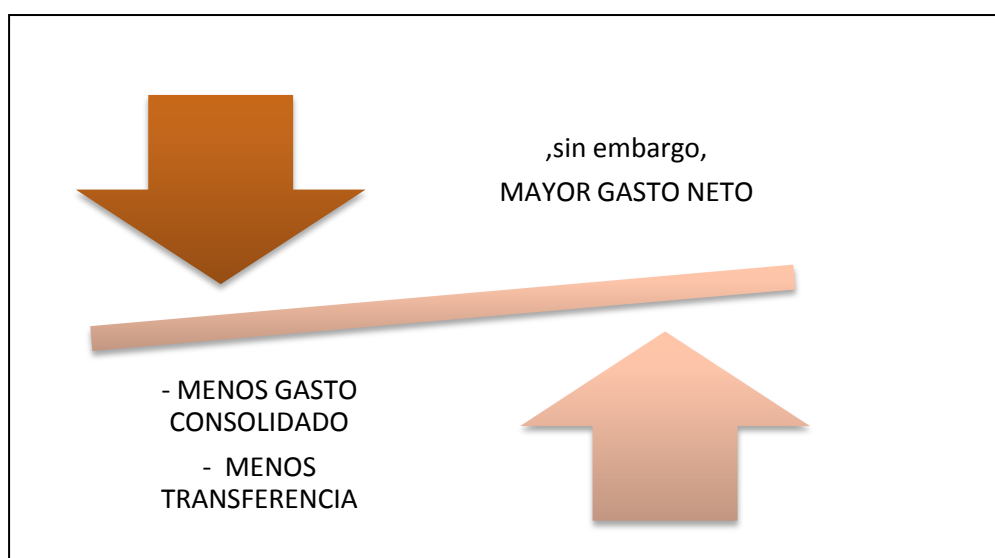 ,sin embargo,
MAYOR GASTO NETO
- MENOS GASTO
CONSOLIDADO
- MENOS
TRANSFERENCIA